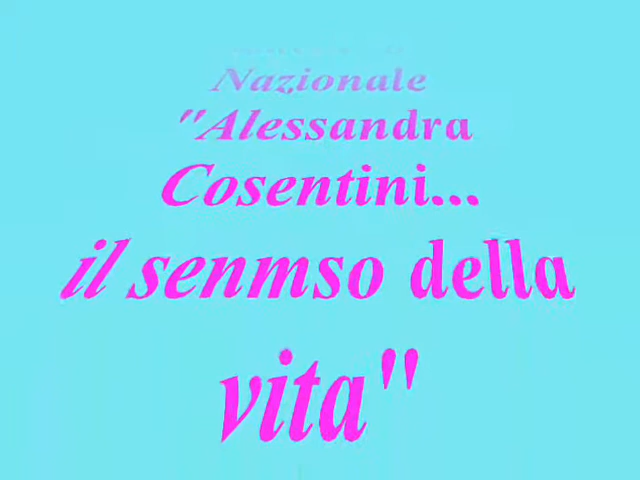 Nazionale
"Alessandra
Cosentini...
il senmso della
vita"